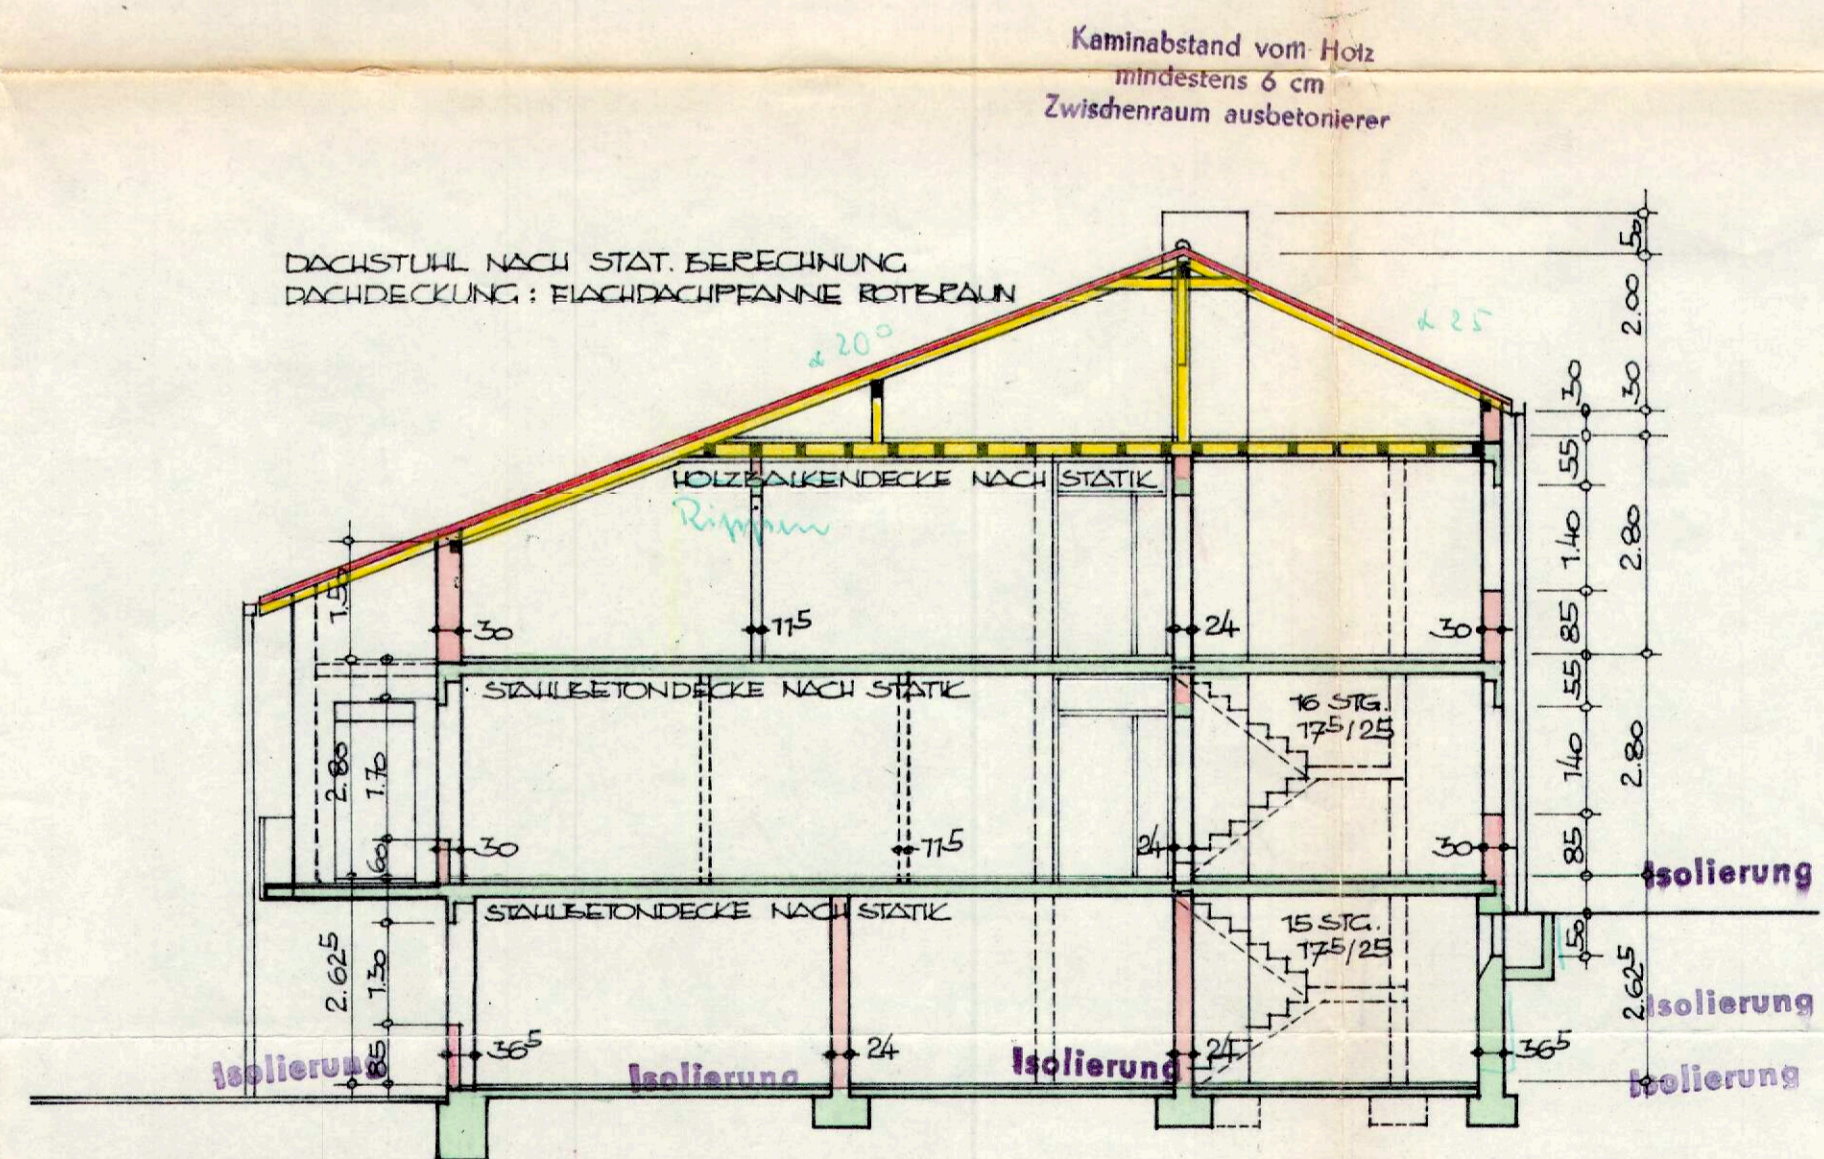 Kaminabstand vom Holz
mindestens 6 cm
Zwischenraum ausbetonierer
DACHSTUHL NACH STAT. BERECHNUNG
DACHDECKUNG : FLACHDACHPFANNE ROTBRAUN
∡ 20°
∡ 25
50
2.00
30
30
HOLZBALKENDECKE NACH STATIK
Rippen
55
1.40
2.80
85
30
11⁵
24
30
STAHLBETONDECKE NACH STATIK
16 STG.
17⁵/25
55
140
2.80
85
2.80
1.70
60
30
11⁵
24
30
Isolierung
STAHLBETONDECKE NACH STATIK
15 STG.
17⁵/25
50
2.62⁵
2.62⁵
1.30
85
Isolierung
36⁵
24
24
36⁵
Isolierung
Isolierung
Isolierung
Isolierung